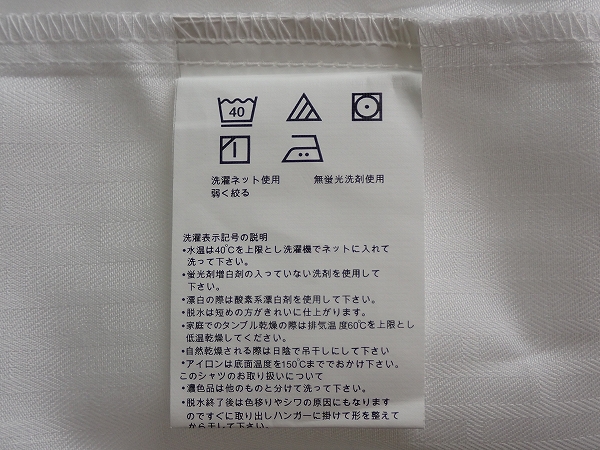 40
洗濯ネット使用　無蛍光洗剤使用
弱く絞る
洗濯表示記号の説明
•水温は40℃を上限とし洗濯機でネットに入れて
洗って下さい。
•蛍光剤増白剤の入っていない洗剤を使用して
下さい。
•漂白の際は酸素系漂白剤を使用して下さい。
•脱水は短めの方がきれいに仕上がります。
•家庭でのタンブル乾燥の際は排気温度60℃を上限とし
低温乾燥してください。
•自然乾燥される際は日陰で吊干しにして下さい
•アイロンは底面温度を150℃まででおかけ下さい。
このシャツのお取り扱いについて
•濃色品は他のものと分けて洗って下さい。
•脱水終了後は色移りやシワの原因にもなります
のですぐに取り出しハンガーに掛けて形を整えて
から干して下さい。